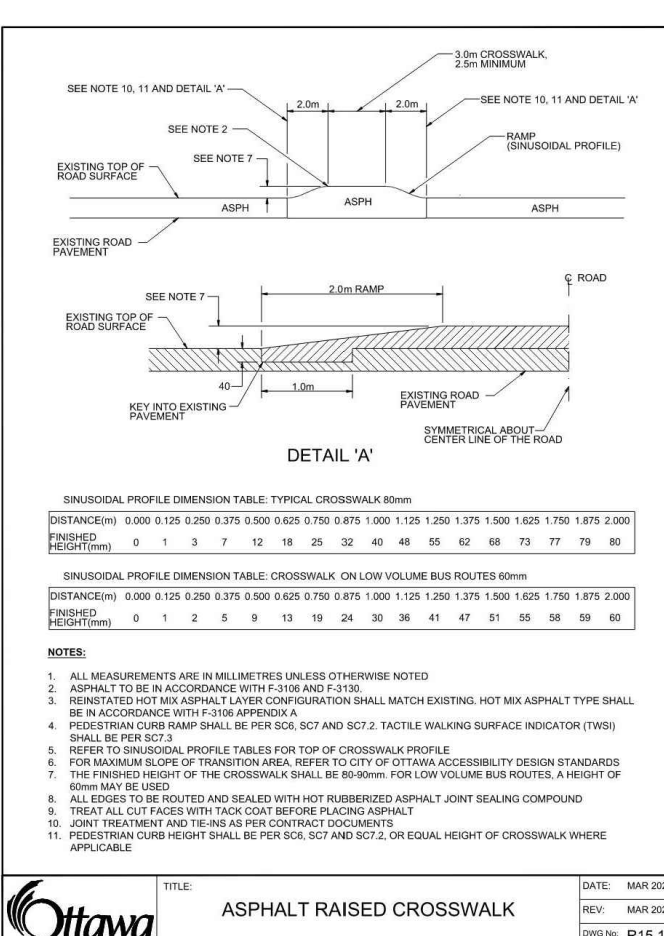 3.0m CROSSWALK,
2.5m MINIMUM
SEE NOTE 10, 11 AND DETAIL 'A'
2.0m
2.0m
SEE NOTE 10, 11 AND DETAIL 'A'
SEE NOTE 2
RAMP
(SINUSOIDAL PROFILE)
SEE NOTE 7
EXISTING TOP OF
ROAD SURFACE
ASPH
ASPH
ASPH
EXISTING ROAD
PAVEMENT
℄ ROAD
SEE NOTE 7
2.0m RAMP
EXISTING TOP OF
ROAD SURFACE
40
1.0m
KEY INTO EXISTING
PAVEMENT
EXISTING ROAD
PAVEMENT
SYMMETRICAL ABOUT
CENTER LINE OF THE ROAD
DETAIL 'A'
SINUSOIDAL PROFILE DIMENSION TABLE: TYPICAL CROSSWALK 80mm
DISTANCE(m) 0.000 0.125 0.250 0.375 0.500 0.625 0.750 0.875 1.000 1.125 1.250 1.375 1.500 1.625 1.750 1.875 2.000
FINISHED
HEIGHT(mm) 0 1 3 7 12 18 25 32 40 48 55 62 68 73 77 79 80
SINUSOIDAL PROFILE DIMENSION TABLE: CROSSWALK ON LOW VOLUME BUS ROUTES 60mm
DISTANCE(m) 0.000 0.125 0.250 0.375 0.500 0.625 0.750 0.875 1.000 1.125 1.250 1.375 1.500 1.625 1.750 1.875 2.000
FINISHED
HEIGHT(mm) 0 1 2 5 9 13 19 24 30 36 41 47 51 55 58 59 60
NOTES:
1. ALL MEASUREMENTS ARE IN MILLIMETRES UNLESS OTHERWISE NOTED
2. ASPHALT TO BE IN ACCORDANCE WITH F-3106 AND F-3130.
3. REINSTATED HOT MIX ASPHALT LAYER CONFIGURATION SHALL MATCH EXISTING. HOT MIX ASPHALT TYPE SHALL
BE IN ACCORDANCE WITH F-3106 APPENDIX A
4. PEDESTRIAN CURB RAMP SHALL BE PER SC6, SC7 AND SC7.2. TACTILE WALKING SURFACE INDICATOR (TWSI)
SHALL BE PER SC7.3
5. REFER TO SINUSOIDAL PROFILE TABLES FOR TOP OF CROSSWALK PROFILE
6. FOR MAXIMUM SLOPE OF TRANSITION AREA, REFER TO CITY OF OTTAWA ACCESSIBILITY DESIGN STANDARDS
7. THE FINISHED HEIGHT OF THE CROSSWALK SHALL BE 80-90mm. FOR LOW VOLUME BUS ROUTES, A HEIGHT OF
60mm MAY BE USED
8. ALL EDGES TO BE ROUTED AND SEALED WITH HOT RUBBERIZED ASPHALT JOINT SEALING COMPOUND
9. TREAT ALL CUT FACES WITH TACK COAT BEFORE PLACING ASPHALT
10. JOINT TREATMENT AND TIE-INS AS PER CONTRACT DOCUMENTS
11. PEDESTRIAN CURB HEIGHT SHALL BE PER SC6, SC7 AND SC7.2, OR EQUAL HEIGHT OF CROSSWALK WHERE
APPLICABLE
Ottawa
TITLE:
ASPHALT RAISED CROSSWALK
DATE: MAR 202
REV: MAR 202
DWG No: R15.1